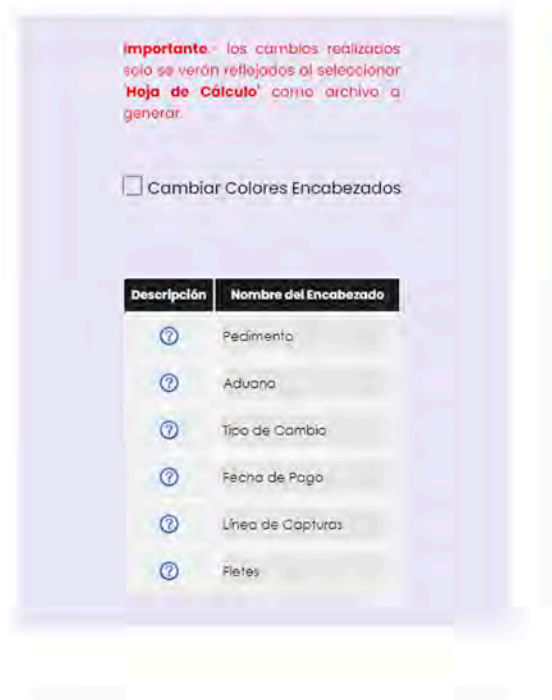 Importante.- los cambios realizados
solo se verán reflejados al seleccionar
'Hoja de Cálculo' como archivo a
generar.
Cambiar Colores Encabezados
Descripción Nombre del Encabezado
Pedimento
Aduana
Tipo de Cambio
Fecha de Pago
Línea de Capturas
Fletes